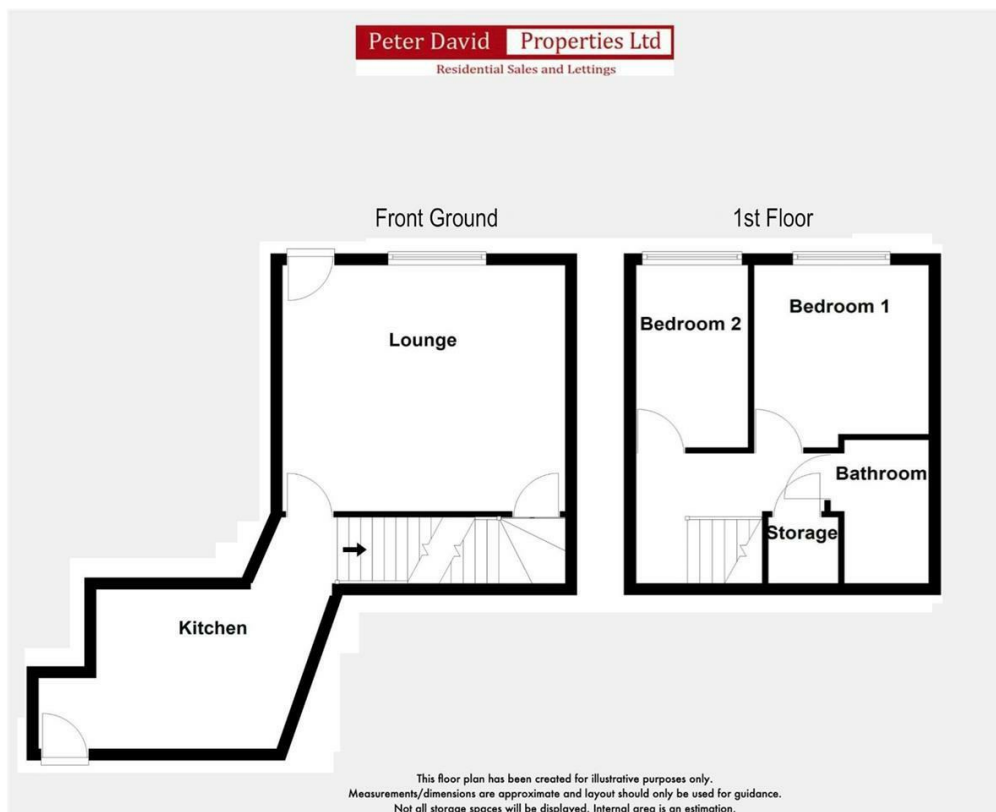 Peter David Properties Ltd
Residential Sales and Lettings
Front Ground
1st Floor
Lounge
Bedroom 2
Bedroom 1
Bathroom
Storage
Kitchen
This floor plan has been created for illustrative purposes only.
Measurements/dimensions are approximate and layout should only be used for guidance.
Not all storage spaces will be displayed. Internal area is an estimation.